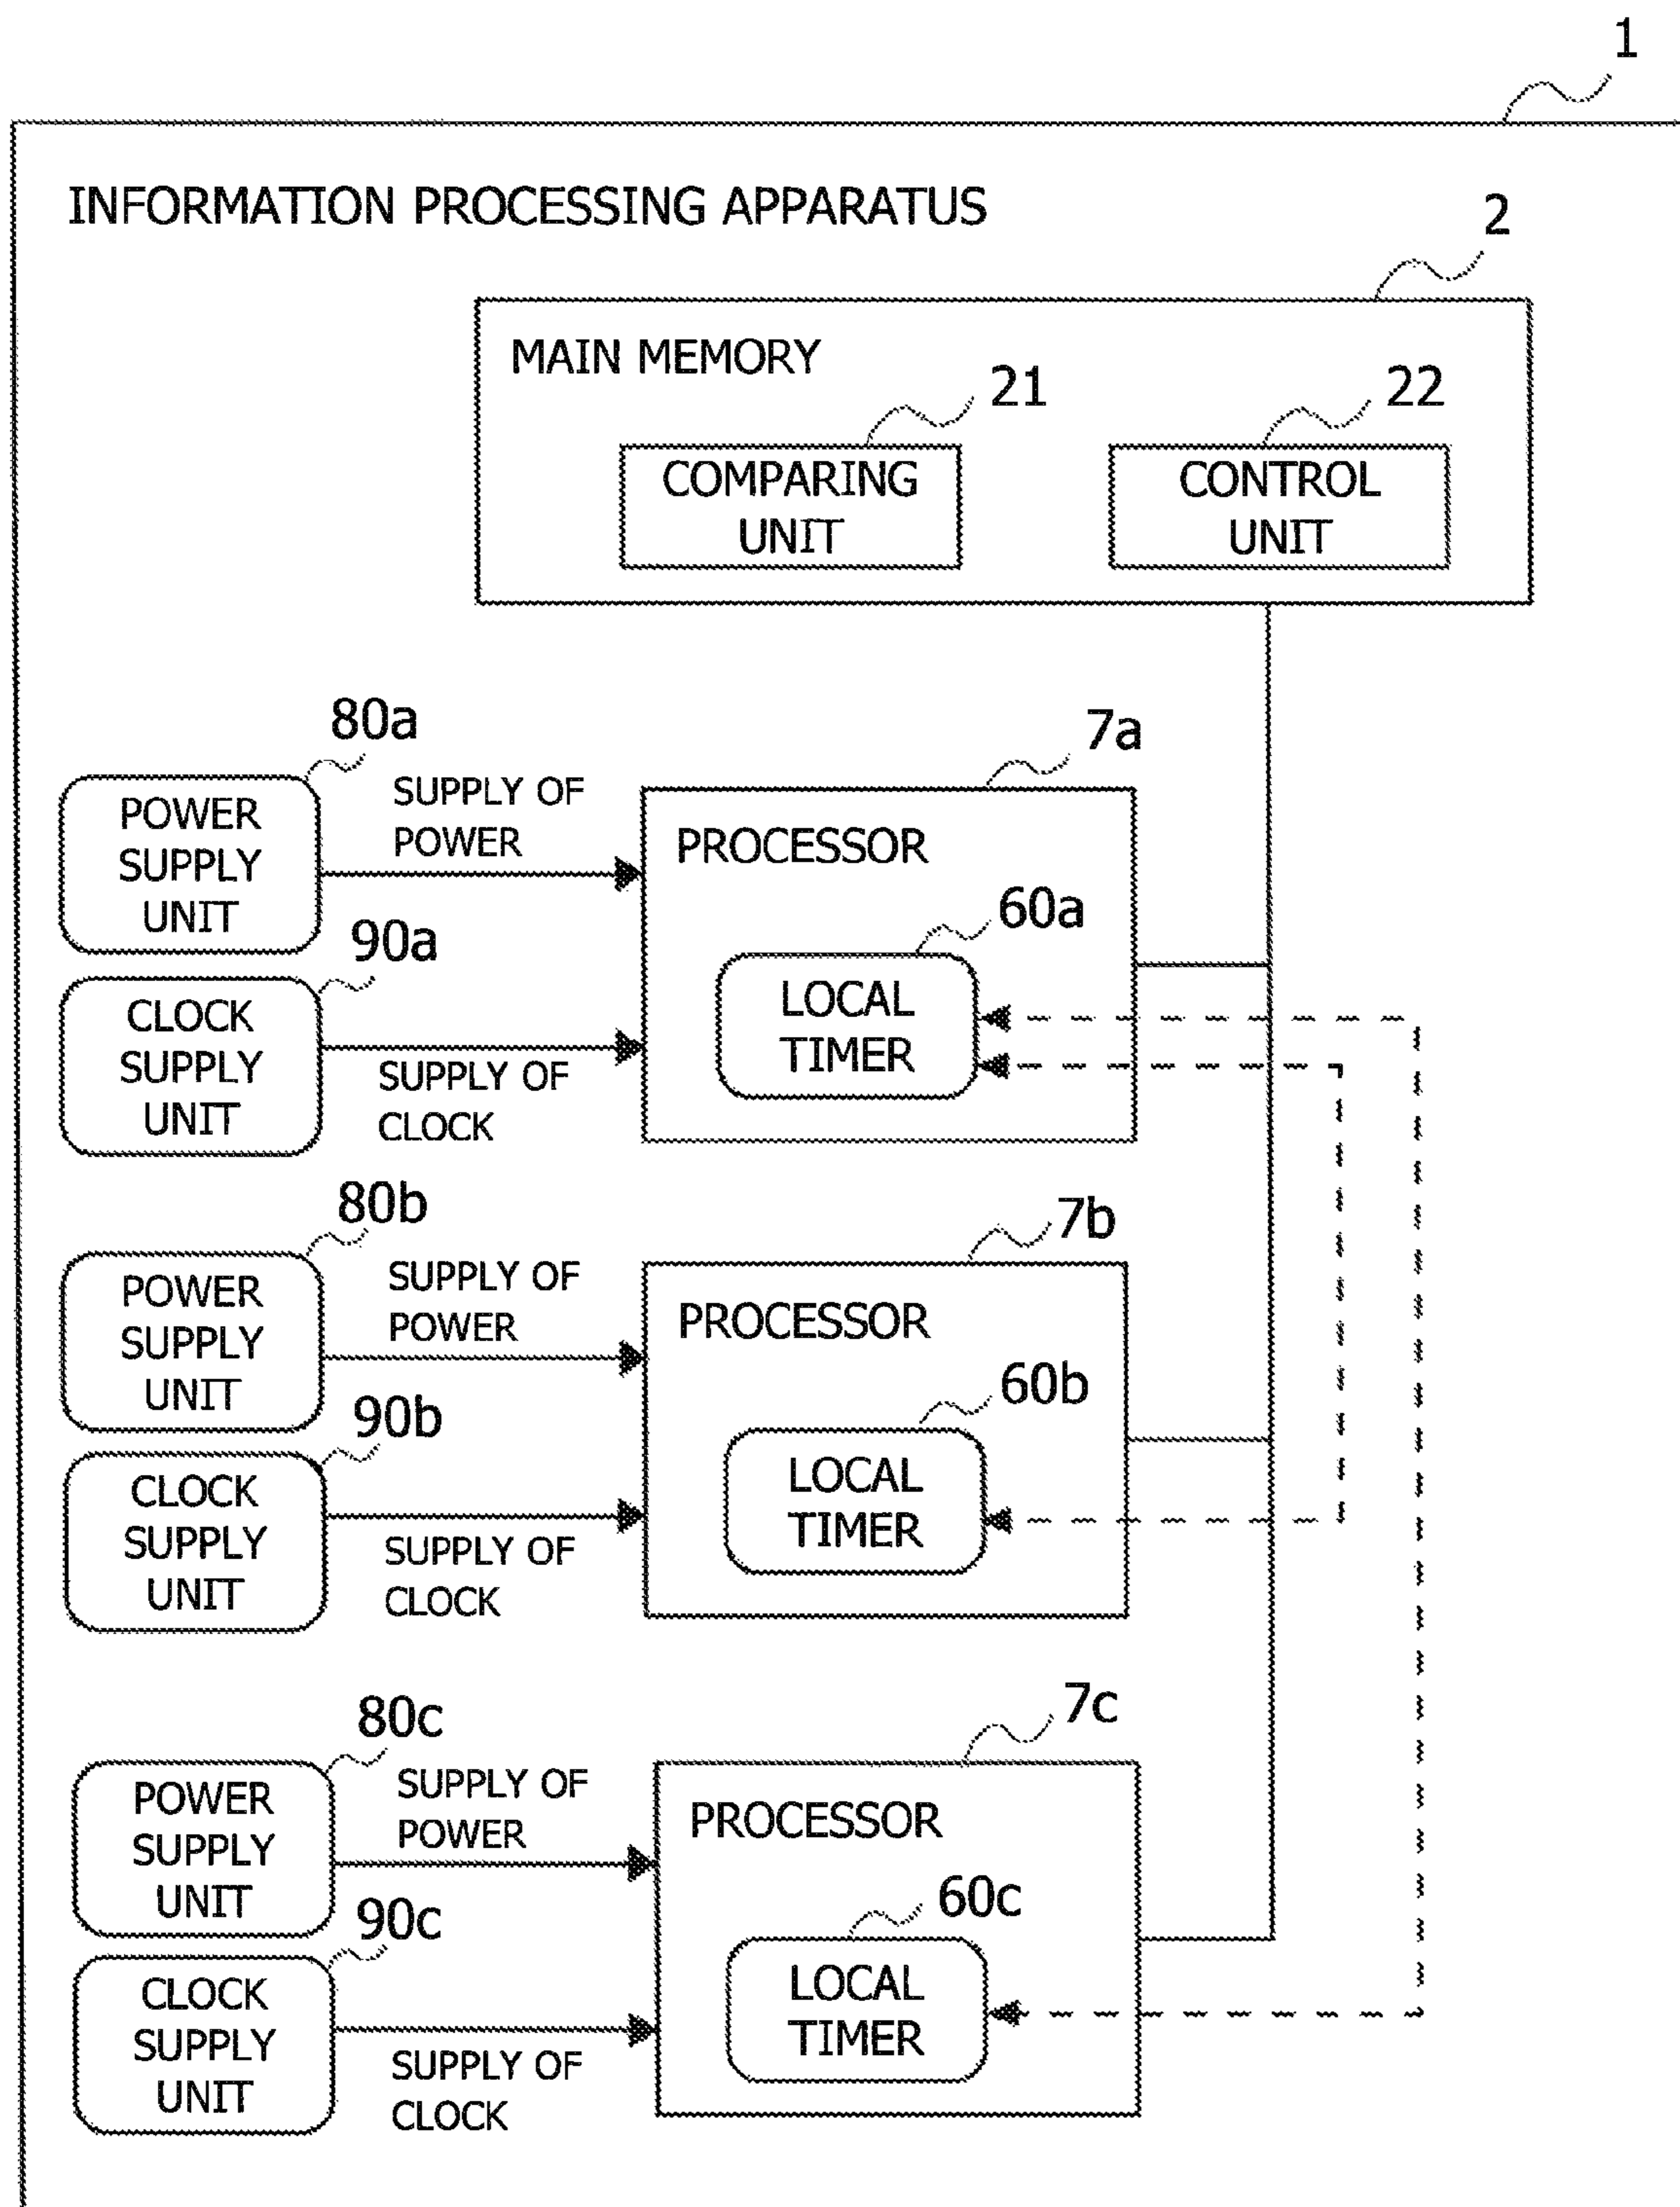 1
INFORMATION PROCESSING APPARATUS
2
MAIN MEMORY
21
22
COMPARING
UNIT
CONTROL
UNIT
80a
7a
POWER
SUPPLY
UNIT
SUPPLY OF
POWER
PROCESSOR
90a
60a
CLOCK
SUPPLY
UNIT
SUPPLY OF
CLOCK
LOCAL
TIMER
80b
7b
POWER
SUPPLY
UNIT
SUPPLY OF
POWER
PROCESSOR
90b
60b
CLOCK
SUPPLY
UNIT
SUPPLY OF
CLOCK
LOCAL
TIMER
80c
7c
POWER
SUPPLY
UNIT
SUPPLY OF
POWER
PROCESSOR
90c
60c
CLOCK
SUPPLY
UNIT
SUPPLY OF
CLOCK
LOCAL
TIMER